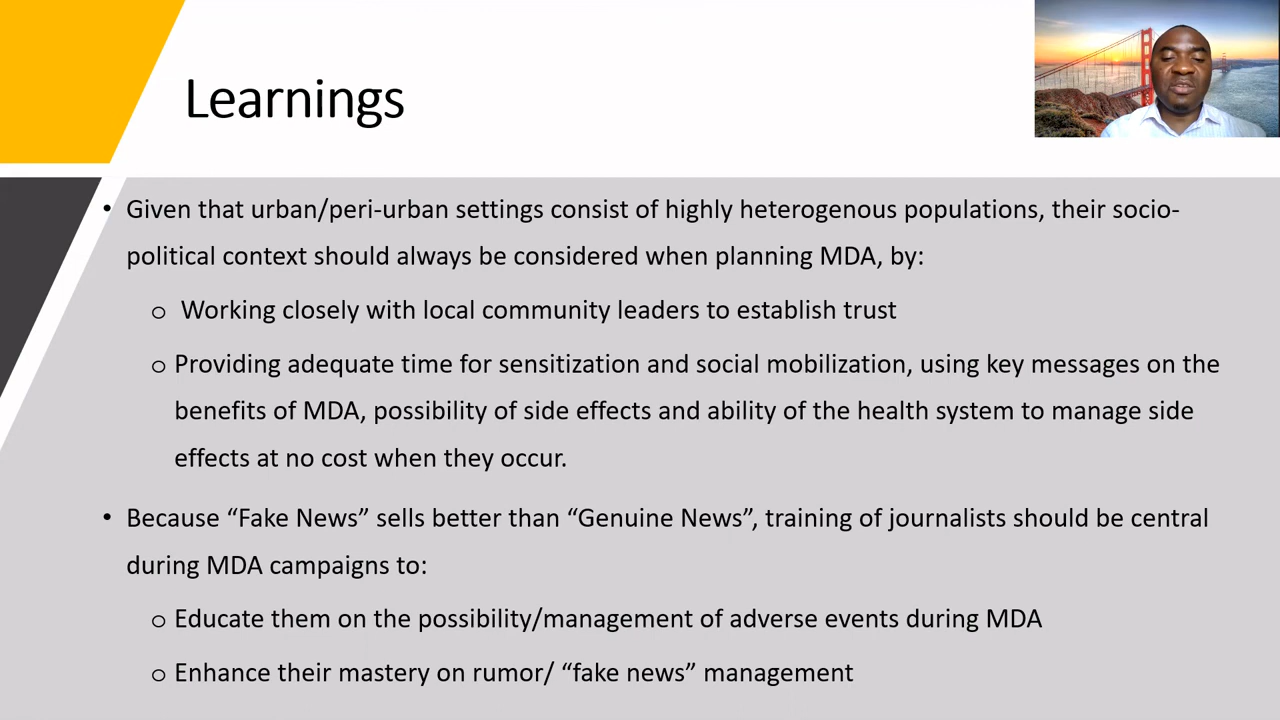 Learnings
• Given that urban/peri-urban settings consist of highly heterogenous populations, their socio-
political context should always be considered when planning MDA, by:
o Working closely with local community leaders to establish trust
o Providing adequate time for sensitization and social mobilization, using key messages on the
benefits of MDA, possibility of side effects and ability of the health system to manage side
effects at no cost when they occur.
• Because “Fake News” sells better than “Genuine News”, training of journalists should be central
during MDA campaigns to:
o Educate them on the possibility/management of adverse events during MDA
o Enhance their mastery on rumor/ “fake news” management